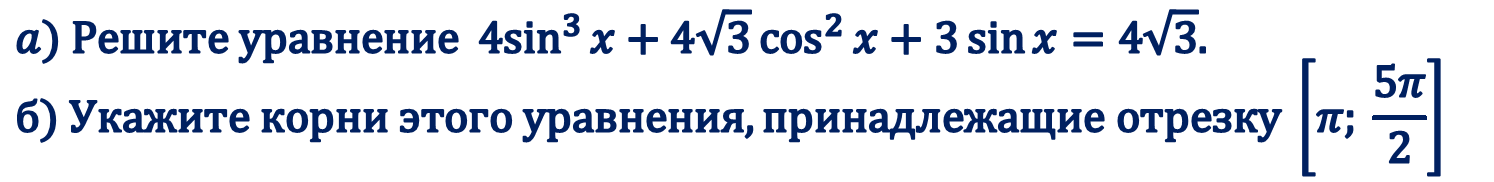 а) Решите уравнение 4sin³ x + 4√3 cos² x + 3 sin x = 4√3.
б) Укажите корни этого уравнения, принадлежащие отрезку [π; 5π/2]